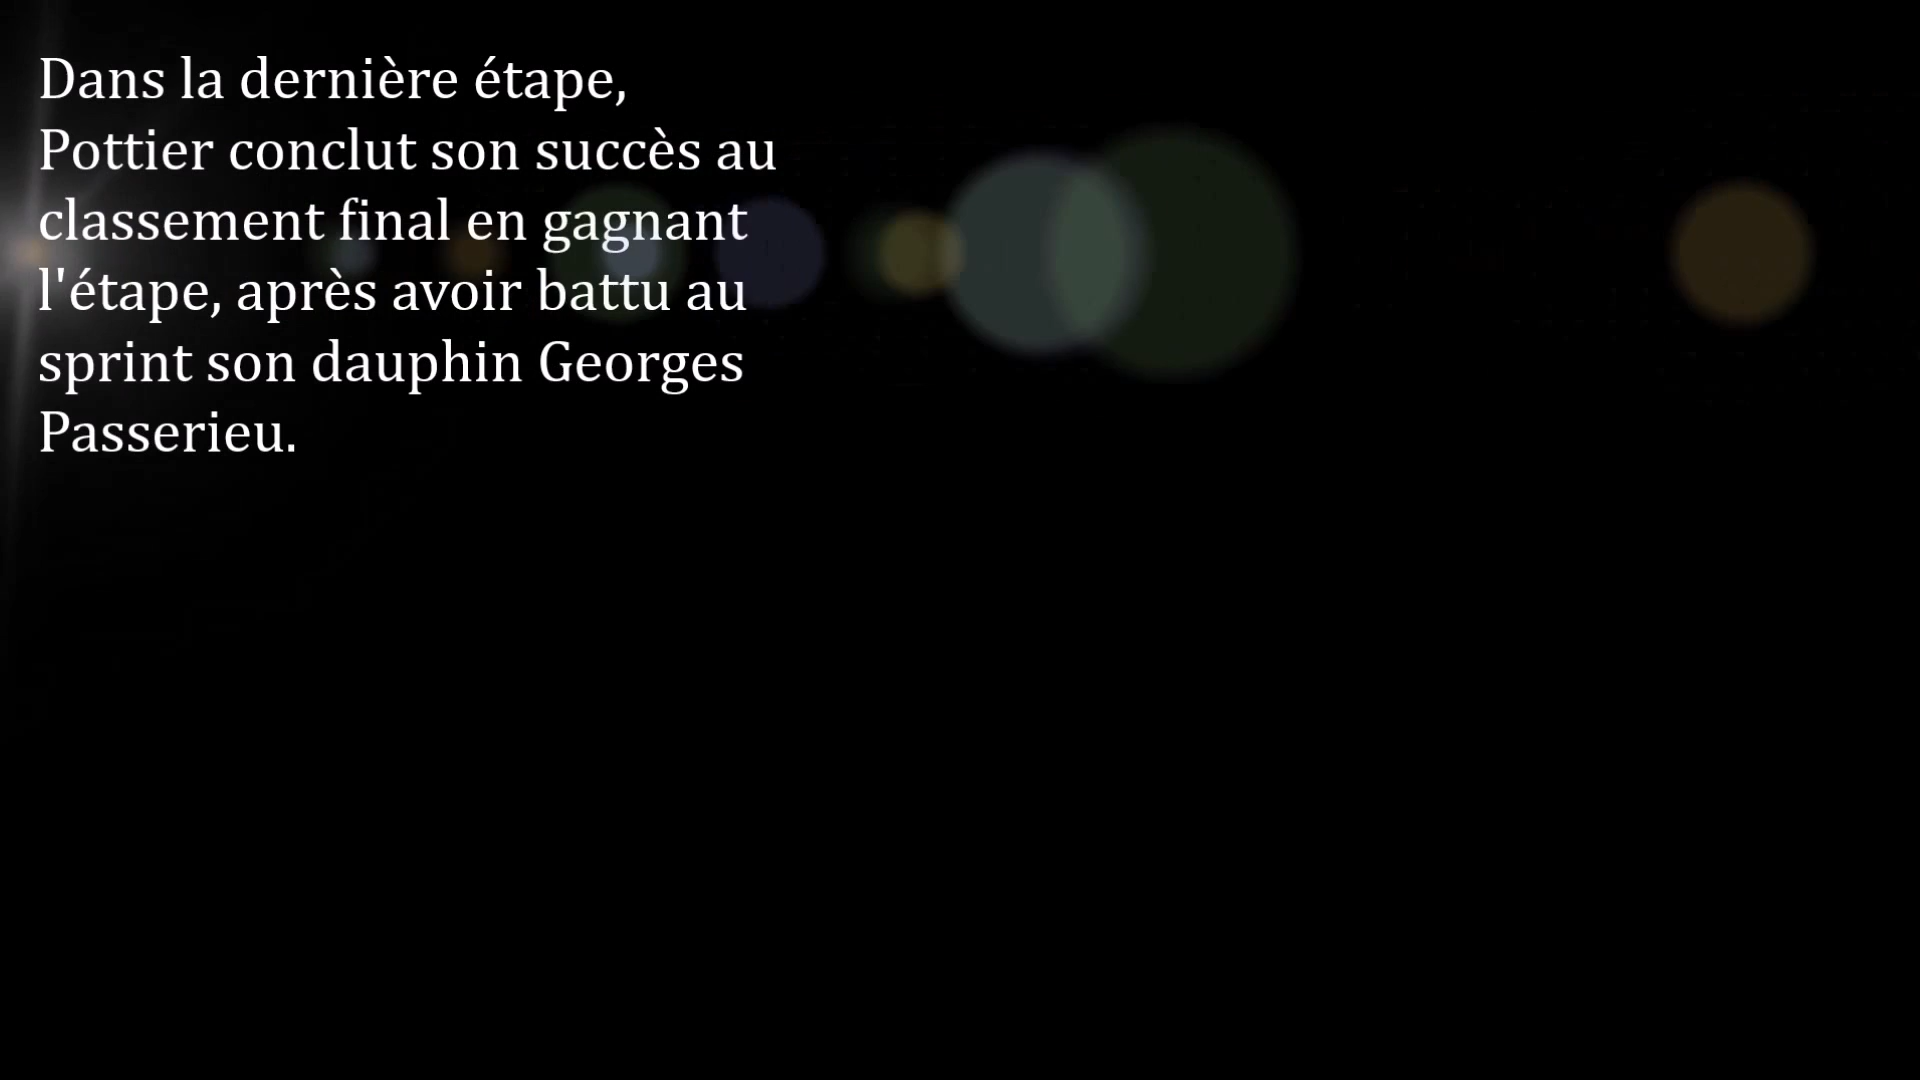 Dans la dernière étape,
Pottier conclut son succès au
classement final en gagnant
l'étape, après avoir battu au
sprint son dauphin Georges
Passerieu.